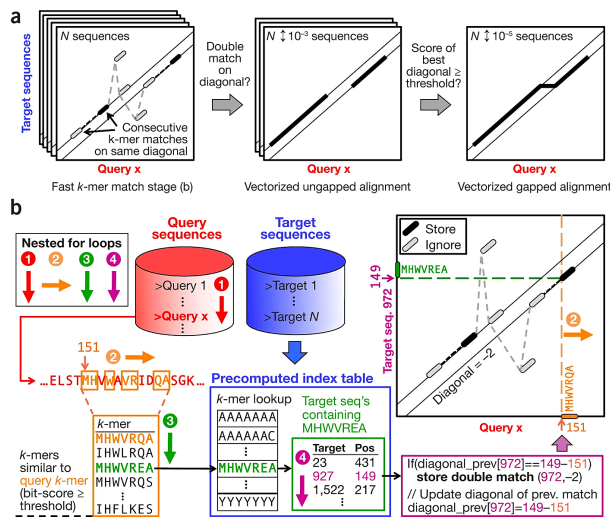 a
N sequences
Target sequences
Consecutive
k-mer matches
on same diagonal
Query x
Fast k-mer match stage (b)
Double
match
on
diagonal?
N ↕ 10⁻³ sequences
Vectorized ungapped alignment
Score of
best
diagonal ≥
threshold?
N ↕ 10⁻⁵ sequences
Query x
Vectorized gapped alignment
b
Nested for loops
1 2 3 4
Query
sequences
>Query 1
⋮
>Query x
1
Target
sequences
>Target 1
⋮
>Target N
Store
Ignore
149
MHWVREA
Target seq. 972
Diagonal = –2
2
MHWVRQA
151
Query x
151
2
…ELSTMHVWAVRIDQASGK…
k-mer
MHWVRQA
IHWLRQA
MHWVREA
MHWVRQS
⋮
IHFLKES
3
k-mers
similar to
query k-mer
(bit-score ≥
threshold)
Precomputed index table
k-mer lookup
AAAAAAA
AAAAAAC
⋮
MHWVREA
⋮
YYYYYYY
Target seq's
containing
MHWVREA
4
Target Pos
23 431
927 149
1,522 217
⋮
If(diagonal_prev[972]==149–151)
store double match (972,–2)
// Update diagonal of prev. match
diagonal_prev[972]=149–151